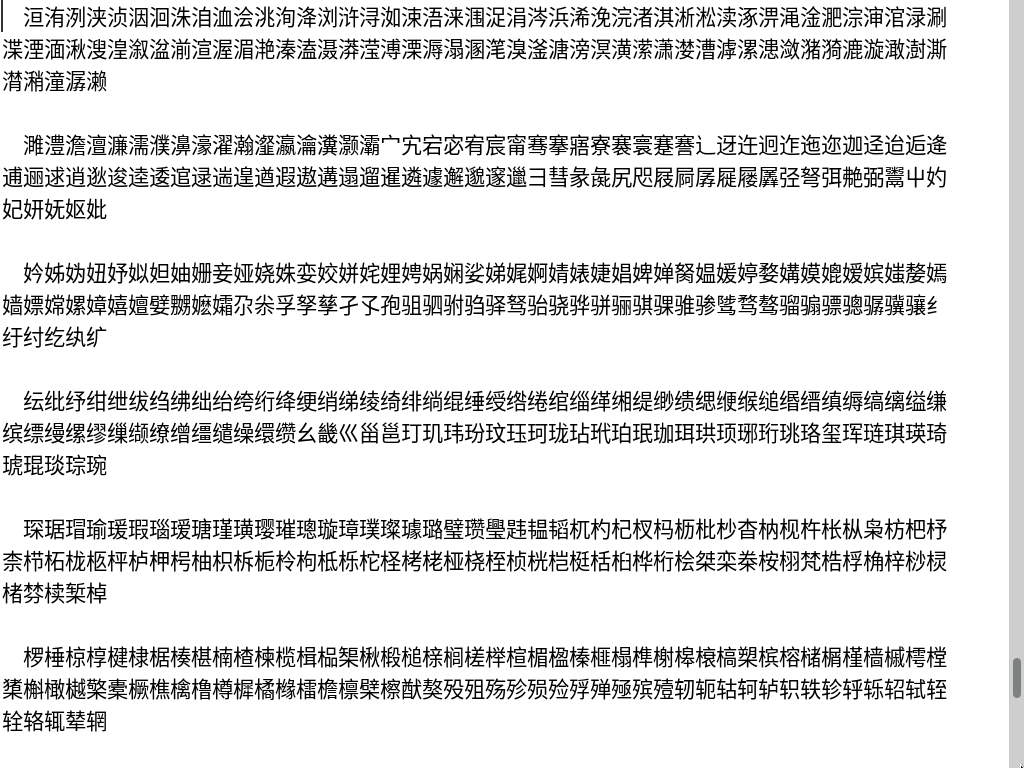 洹洧洌浃浈洇洄洙洎洫浍洮洵洚浏浒浔洳涑浯涞涠浞涓涔浜浠浼浣渚淇淅淞渎涿淠渑淦淝淙渖涫渌涮
渫湮湎湫溲湟溆湓湔渲渥湄滟溱溘滠漭滢溥溧溽溻溷滗溴滏溏滂溟潢潆潇漤漕滹漯漶潋潴漪漉漩澉澍澌
潸潲潼潺濑
濉澧澹澶濂濡濮濞濠濯瀚瀣瀛瀹瀵灏灞宀宄宕宓宥宸甯骞搴寤寮褰寰蹇謇辶迓迕迥迮迤迩迦迳迨逅逄
逋逦逑逍逖逡逵逶逭逯遄遑遒遐遨遘遢遛暹遴遽邂邈邃邋彐彗彖彘尻咫屐屙孱屣屦羼弪弩弭艴弼鬻屮妁
妃妍妩妪妣
妗姊妫妞妤姒妲妯姗妾娅娆姝娈姣姘姹娌娉娲娴娑娣娓婀婧婊婕娼婢婵胬媪媛婷婺媾嫫媲嫒嫔媸嫠嫣
嫱嫖嫦嫘嫜嬉嬗嬖嬲嬷孀尕尜孚孥孳孑孓孢驵驷驸驺驿驽骀骁骅骈骊骐骒骓骖骘骛骜骝骟骠骢骣骥骧纟
纡纣纥纨纩
纭纰纾绀绁绂绉绋绌绐绔绗绛绠绡绨绫绮绯绱绲缍绶绺绻绾缁缂缃缇缈缋缌缏缑缒缗缙缜缛缟缡缢缣
缤缥缦缧缪缫缬缭缯缰缱缲缳缵幺畿巛甾邕玎玑玮玢玟珏珂珑玷玳珀珉珈珥珙顼琊珩珧珞玺珲琏琪瑛琦
琥琨琰琮琬
琛琚瑁瑜瑗瑕瑙瑷瑭瑾璜璎璀璁璇璋璞璨璩璐璧瓒璺韪韫韬杌杓杞杈杩枥枇杪杳枘枧杵枨枞枭枋杷杼
柰栉柘栊柩枰栌柙枵柚枳柝栀柃枸柢栎柁柽栲栳桠桡桎桢桄桤梃栝桕桦桁桧桀栾桊桉栩梵梏桴桷梓桫棂
楮棼椟椠棹
椤棰椋椁楗棣椐楱椹楠楂楝榄楫榀榘楸椴槌榇榈槎榉楦楣楹榛榧榻榫榭槔榱槁槊槟榕槠榍槿樯槭樗樘
橥槲橄樾檠橐橛樵檎橹樽樨橘橼檑檐檩檗檫猷獒殁殂殇殄殒殓殍殚殛殡殪轫轭轱轲轳轵轶轸轷轹轺轼轾
辁辂辄辇辋